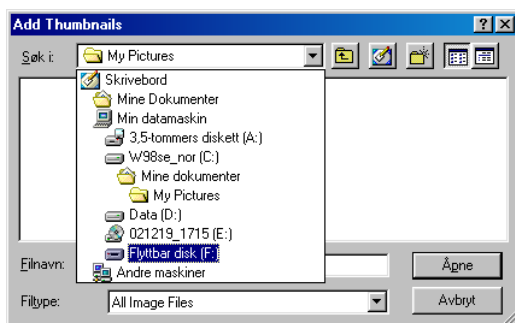 Add Thumbnails
Søk i: My Pictures
Skrivebord
Mine Dokumenter
Min datamaskin
3,5-tommers diskett (A:)
W98se_nor (C:)
Mine dokumenter
My Pictures
Data (D:)
021219_1715 (E:)
Flyttbar disk (F:
Andre maskiner
Filnavn:
Åpne
Filtype: All Image Files
Avbryt